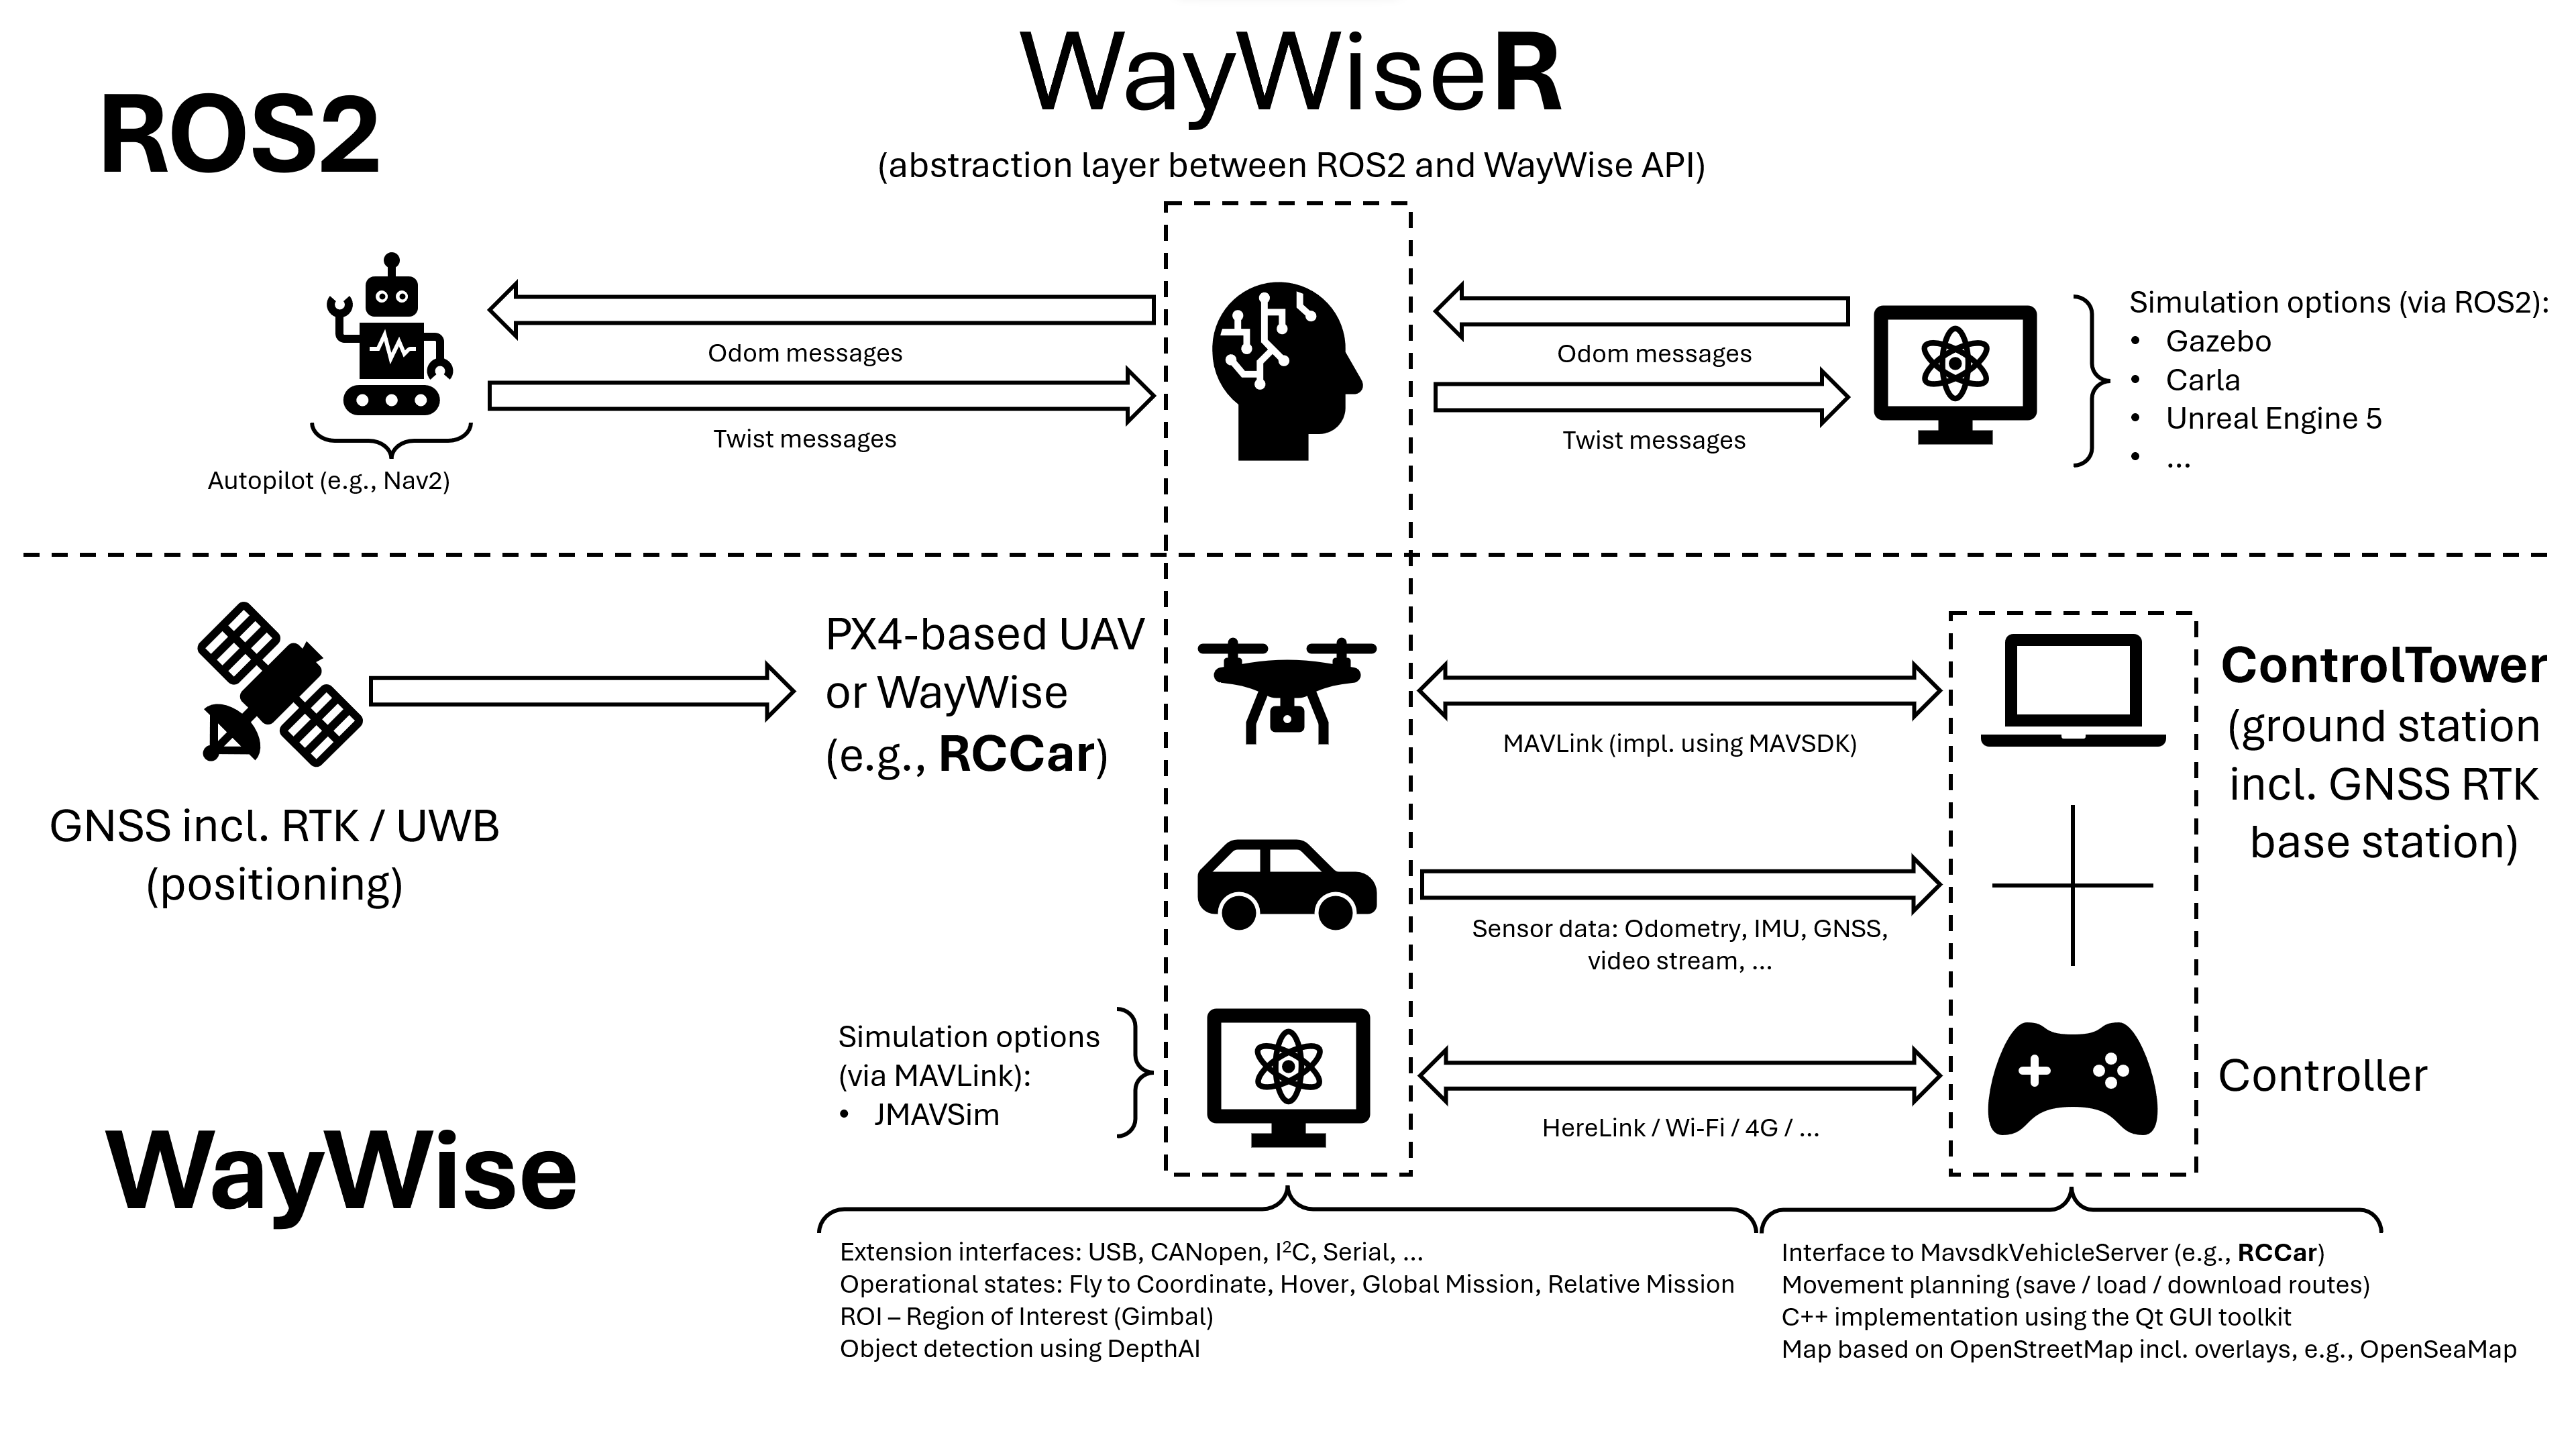 WayWiseR
ROS2
(abstraction layer between ROS2 and WayWise API)
Odom messages
Twist messages
Autopilot (e.g., Nav2)
Odom messages
Twist messages
Simulation options (via ROS2):
• Gazebo
• Carla
• Unreal Engine 5
• ...
GNSS incl. RTK / UWB
(positioning)
PX4-based UAV
or WayWise
(e.g., RCCar)
MAVLink (impl. using MAVSDK)
ControlTower
(ground station
incl. GNSS RTK
base station)
Sensor data: Odometry, IMU, GNSS,
video stream, ...
Simulation options
(via MAVLink):
• JMAVSim
HereLink / Wi-Fi / 4G / ...
Controller
WayWise
Extension interfaces: USB, CANopen, I²C, Serial, ...
Operational states: Fly to Coordinate, Hover, Global Mission, Relative Mission
ROI – Region of Interest (Gimbal)
Object detection using DepthAI
Interface to MavsdkVehicleServer (e.g., RCCar)
Movement planning (save / load / download routes)
C++ implementation using the Qt GUI toolkit
Map based on OpenStreetMap incl. overlays, e.g., OpenSeaMap